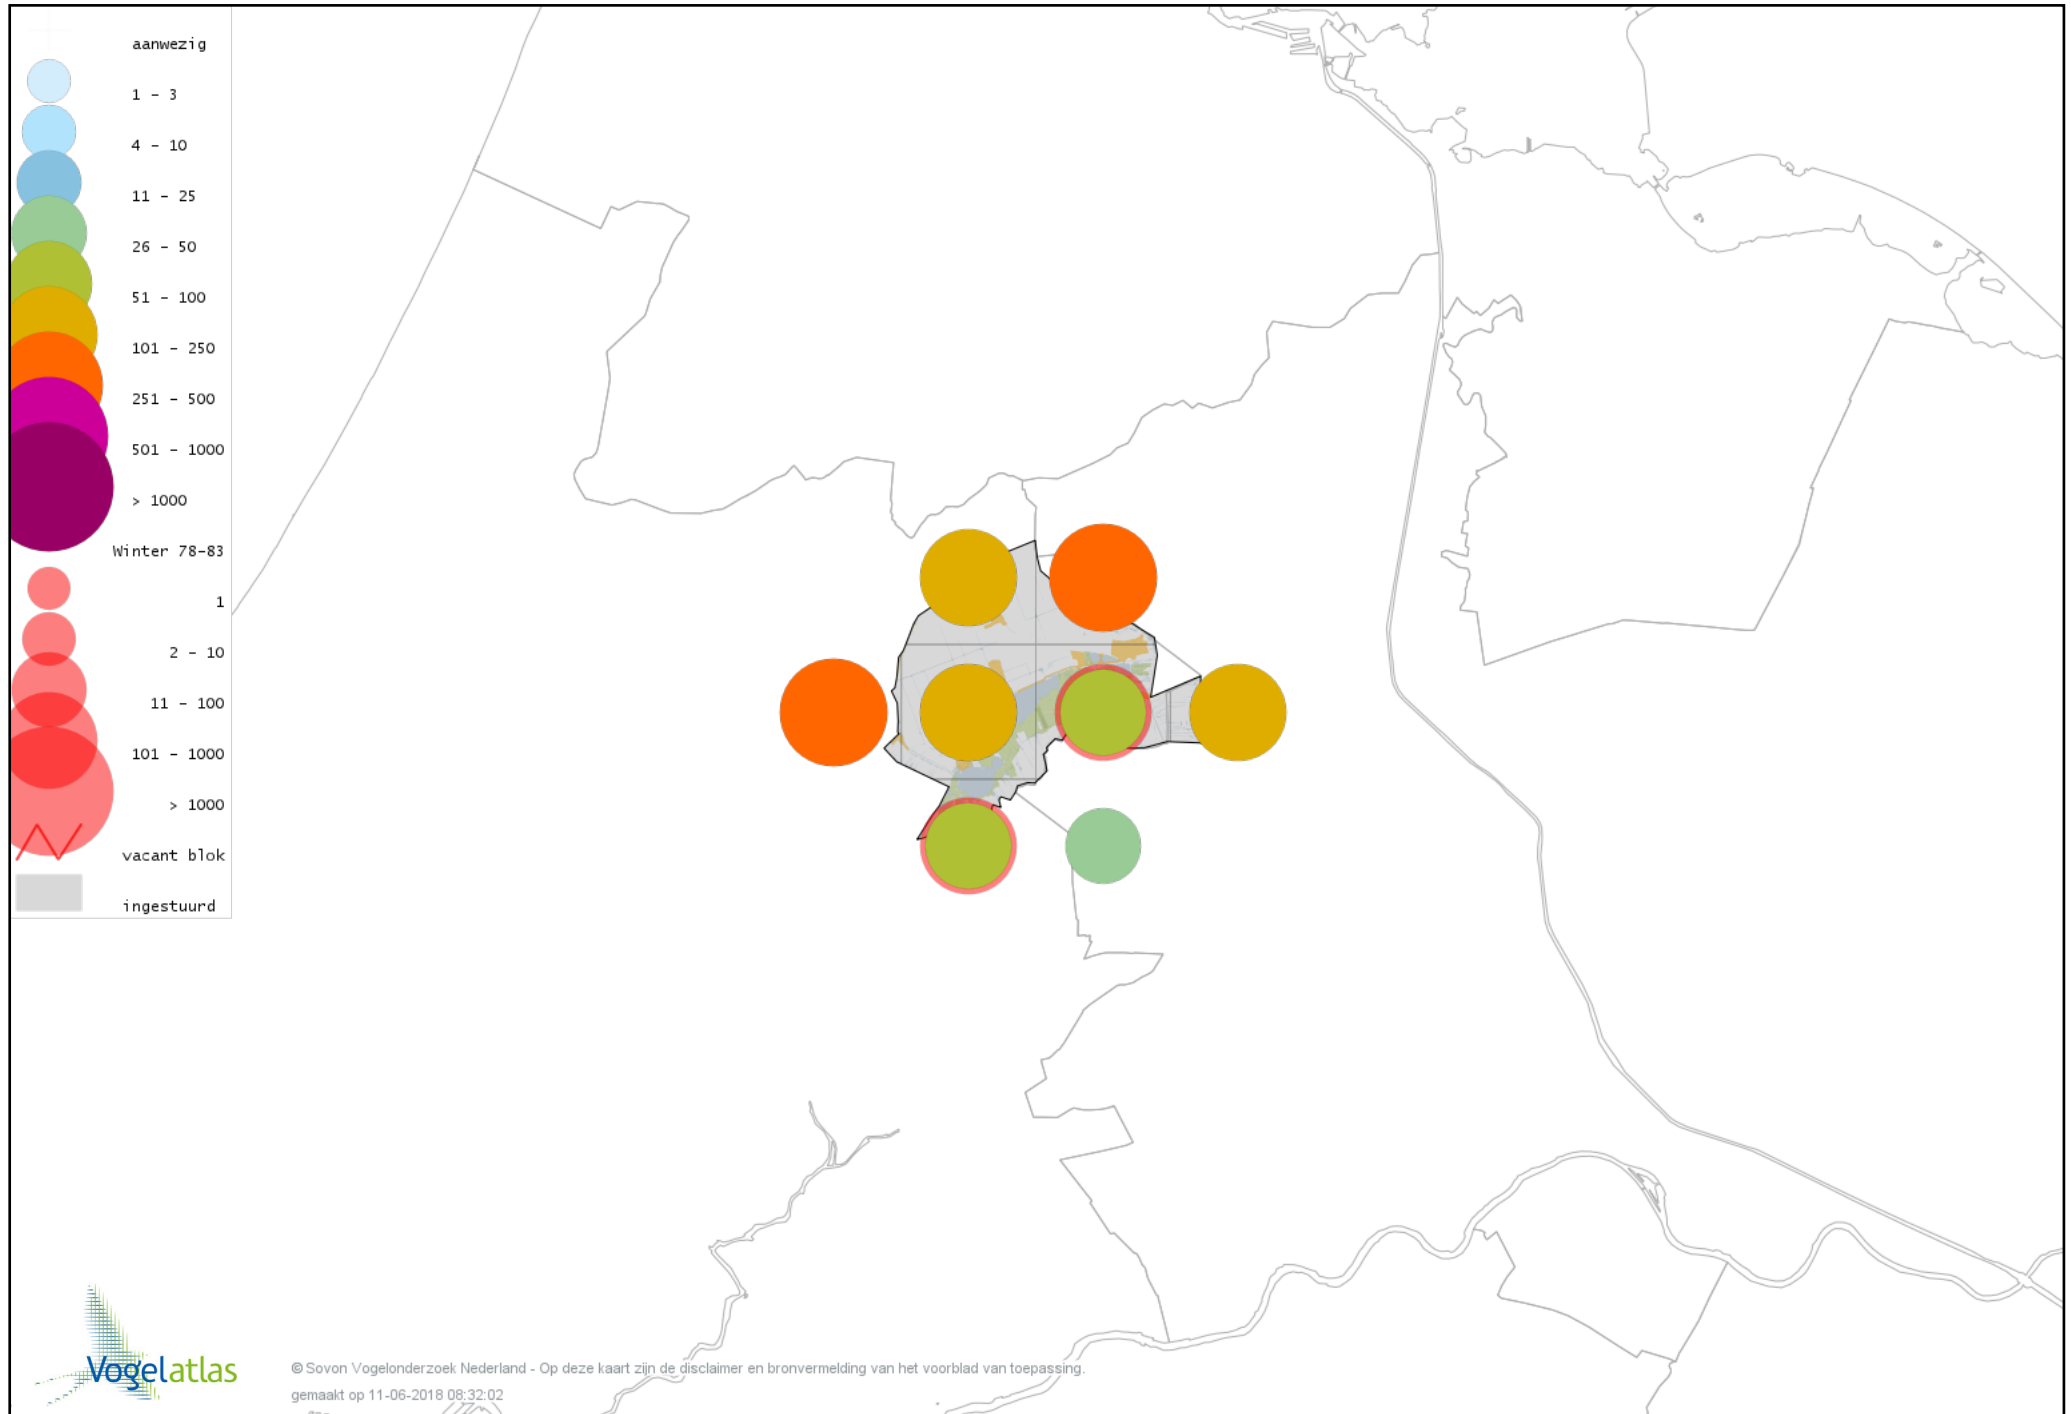 aanwezig
1 - 3
4 - 10
11 - 25
26 - 50
51 - 100
101 - 250
251 - 500
501 - 1000
> 1000
Winter 78-83
1
2 - 10
11 - 100
101 - 1000
> 1000
vacant blok
ingestuurd
Vogelatlas
© Sovon Vogelonderzoek Nederland - Op deze kaart zijn de disclaimer en bronvermelding van het voorblad van toepassing.
gemaakt op 11-06-2018 08:32:02